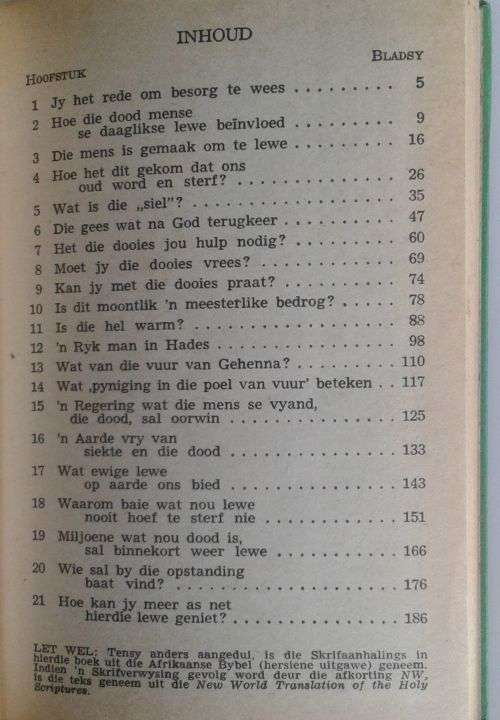 INHOUD
HOOFSTUK BLADSY
1 Jy het rede om besorg te wees . . . . . . . . . 5
2 Hoe die dood mense
se daaglikse lewe beïnvloed . . . . . . . . . 9
3 Die mens is gemaak om te lewe . . . . . . . . . 16
4 Hoe het dit gekom dat ons
oud word en sterf? . . . . . . . . . . . . . 26
5 Wat is die „siel”? . . . . . . . . . . . . . . . . . 35
6 Die gees wat na God terugkeer . . . . . . . . . . 47
7 Het die dooies jou hulp nodig? . . . . . . . . . 60
8 Moet jy die dooies vrees? . . . . . . . . . . . 69
9 Kan jy met die dooies praat? . . . . . . . . . . 74
10 Is dit moontlik 'n meesterlike bedrog? . . . . . 78
11 Is die hel warm? . . . . . . . . . . . . . . . . . 88
12 'n Ryk man in Hades . . . . . . . . . . . . . . . 98
13 Wat van die vuur van Gehenna? . . . . . . . . . 110
14 Wat ‚pyniging in die poel van vuur’ beteken . . 117
15 'n Regering wat die mens se vyand,
die dood, sal oorwin . . . . . . . . . . . . . 125
16 'n Aarde vry van
siekte en die dood . . . . . . . . . . . . . . 133
17 Wat ewige lewe
op aarde ons bied . . . . . . . . . . . . . . 143
18 Waarom baie wat nou lewe
nooit hoef te sterf nie . . . . . . . . . . . . 151
19 Miljoene wat nou dood is,
sal binnekort weer lewe . . . . . . . . . . . 166
20 Wie sal by die opstanding
baat vind? . . . . . . . . . . . . . . . . . . . 176
21 Hoe kan jy meer as net
hierdie lewe geniet? . . . . . . . . . . . . . 186
LET WEL: Tensy anders aangedui, is die Skrifaanhalings in
hierdie boek uit die Afrikaanse Bybel (hersiene uitgawe) geneem.
Indien 'n Skrifverwysing gevolg word deur die afkorting NW,
is die teks geneem uit die New World Translation of the Holy
Scriptures.